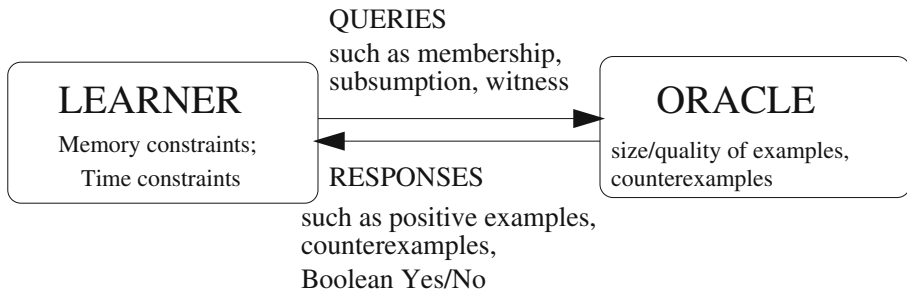 QUERIES
such as membership,
subsumption, witness
LEARNER
Memory constraints;
Time constraints
ORACLE
size/quality of examples,
counterexamples
RESPONSES
such as positive examples,
counterexamples,
Boolean Yes/No